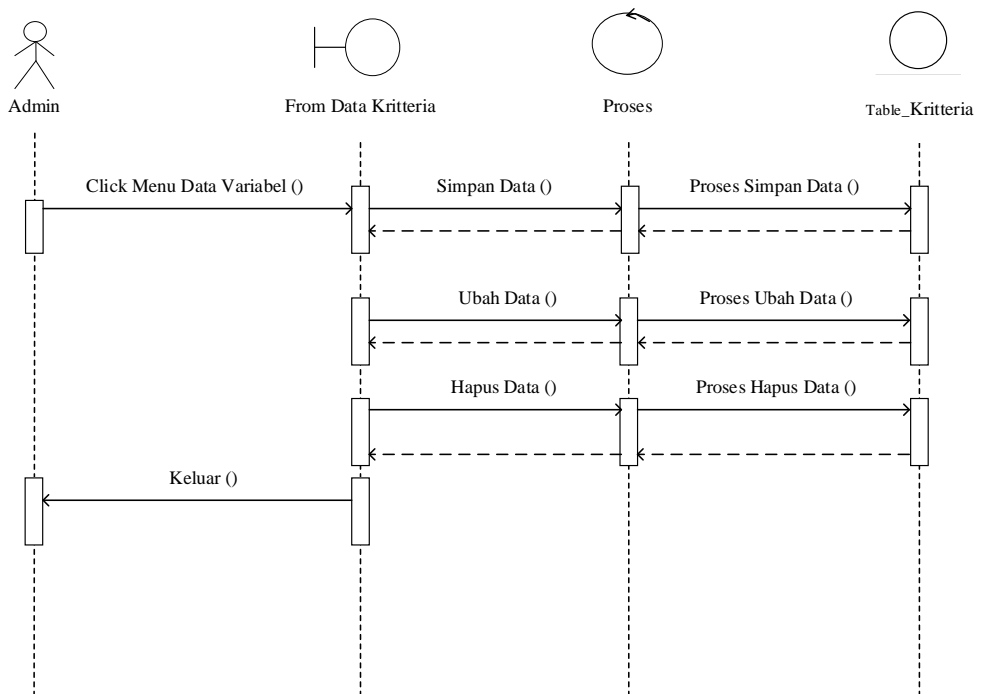 Admin
From Data Kritteria
Proses
Table_Kritteria
Click Menu Data Variabel ()
Simpan Data ()
Proses Simpan Data ()
Ubah Data ()
Proses Ubah Data ()
Hapus Data ()
Proses Hapus Data ()
Keluar ()